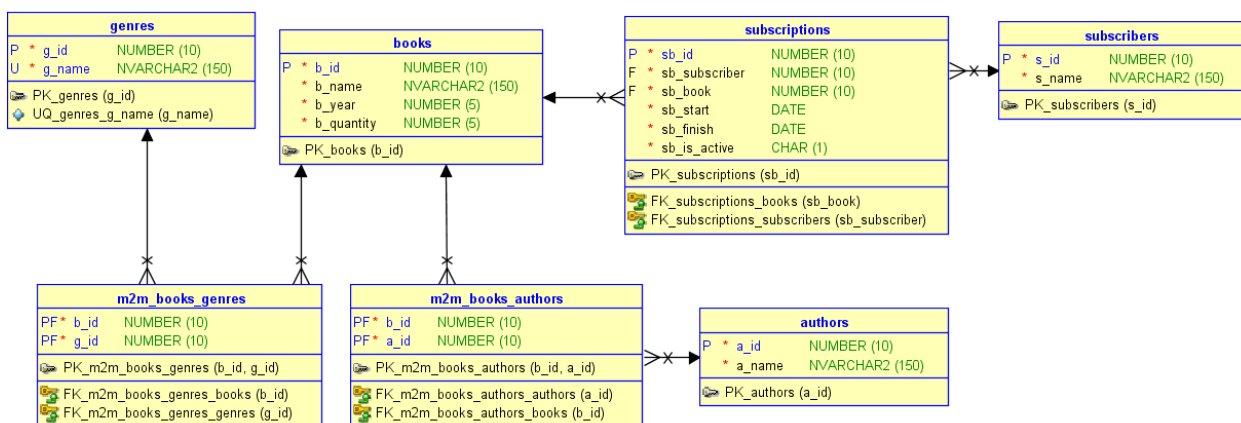 genres
P * g_id NUMBER (10)
U * g_name NVARCHAR2 (150)
PK_genres (g_id)
UQ_genres_g_name (g_name)
books
P * b_id NUMBER (10)
* b_name NVARCHAR2 (150)
* b_year NUMBER (5)
* b_quantity NUMBER (5)
PK_books (b_id)
subscriptions
P * sb_id NUMBER (10)
F * sb_subscriber NUMBER (10)
F * sb_book NUMBER (10)
* sb_start DATE
* sb_finish DATE
* sb_is_active CHAR (1)
PK_subscriptions (sb_id)
FK_subscriptions_books (sb_book)
FK_subscriptions_subscribers (sb_subscriber)
subscribers
P * s_id NUMBER (10)
* s_name NVARCHAR2 (150)
PK_subscribers (s_id)
m2m_books_genres
PF* b_id NUMBER (10)
PF* g_id NUMBER (10)
PK_m2m_books_genres (b_id, g_id)
FK_m2m_books_genres_books (b_id)
FK_m2m_books_genres_genres (g_id)
m2m_books_authors
PF* b_id NUMBER (10)
PF* a_id NUMBER (10)
PK_m2m_books_authors (b_id, a_id)
FK_m2m_books_authors_authors (a_id)
FK_m2m_books_authors_books (b_id)
authors
P * a_id NUMBER (10)
* a_name NVARCHAR2 (150)
PK_authors (a_id)